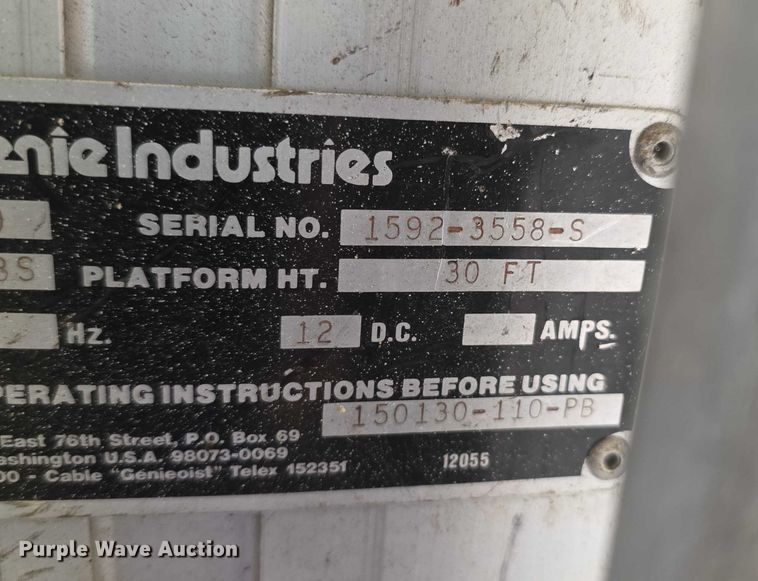 enie Industries
SERIAL NO. 1592-3558-S
BS PLATFORM HT. 30 FT
Hz. 12 D.C. AMPS.
PERATING INSTRUCTIONS BEFORE USING
150130-110-PB
East 76th Street, P.O. Box 69
ashington U.S.A. 98073-0069
00 - Cable "Genieoist" Telex 152351
12055
Purple Wave Auction